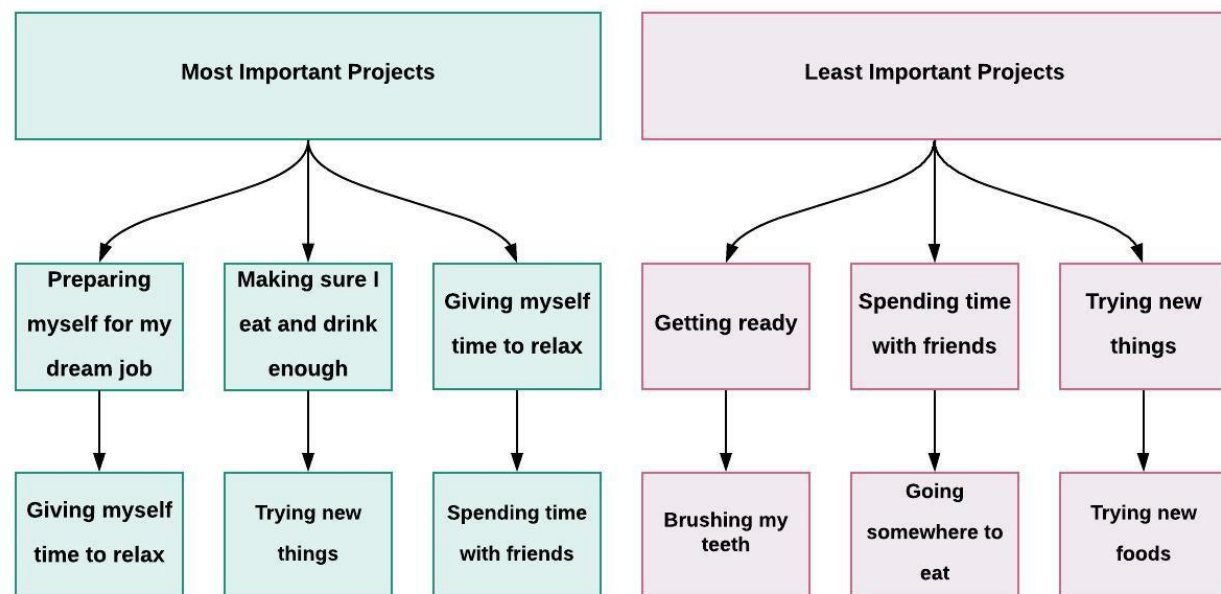 Most Important Projects
Least Important Projects
Preparing
myself for my
dream job
Making sure I
eat and drink
enough
Giving myself
time to relax
Getting ready
Spending time
with friends
Trying new
things
Giving myself
time to relax
Trying new
things
Spending time
with friends
Brushing my
teeth
Going
somewhere to
eat
Trying new
foods